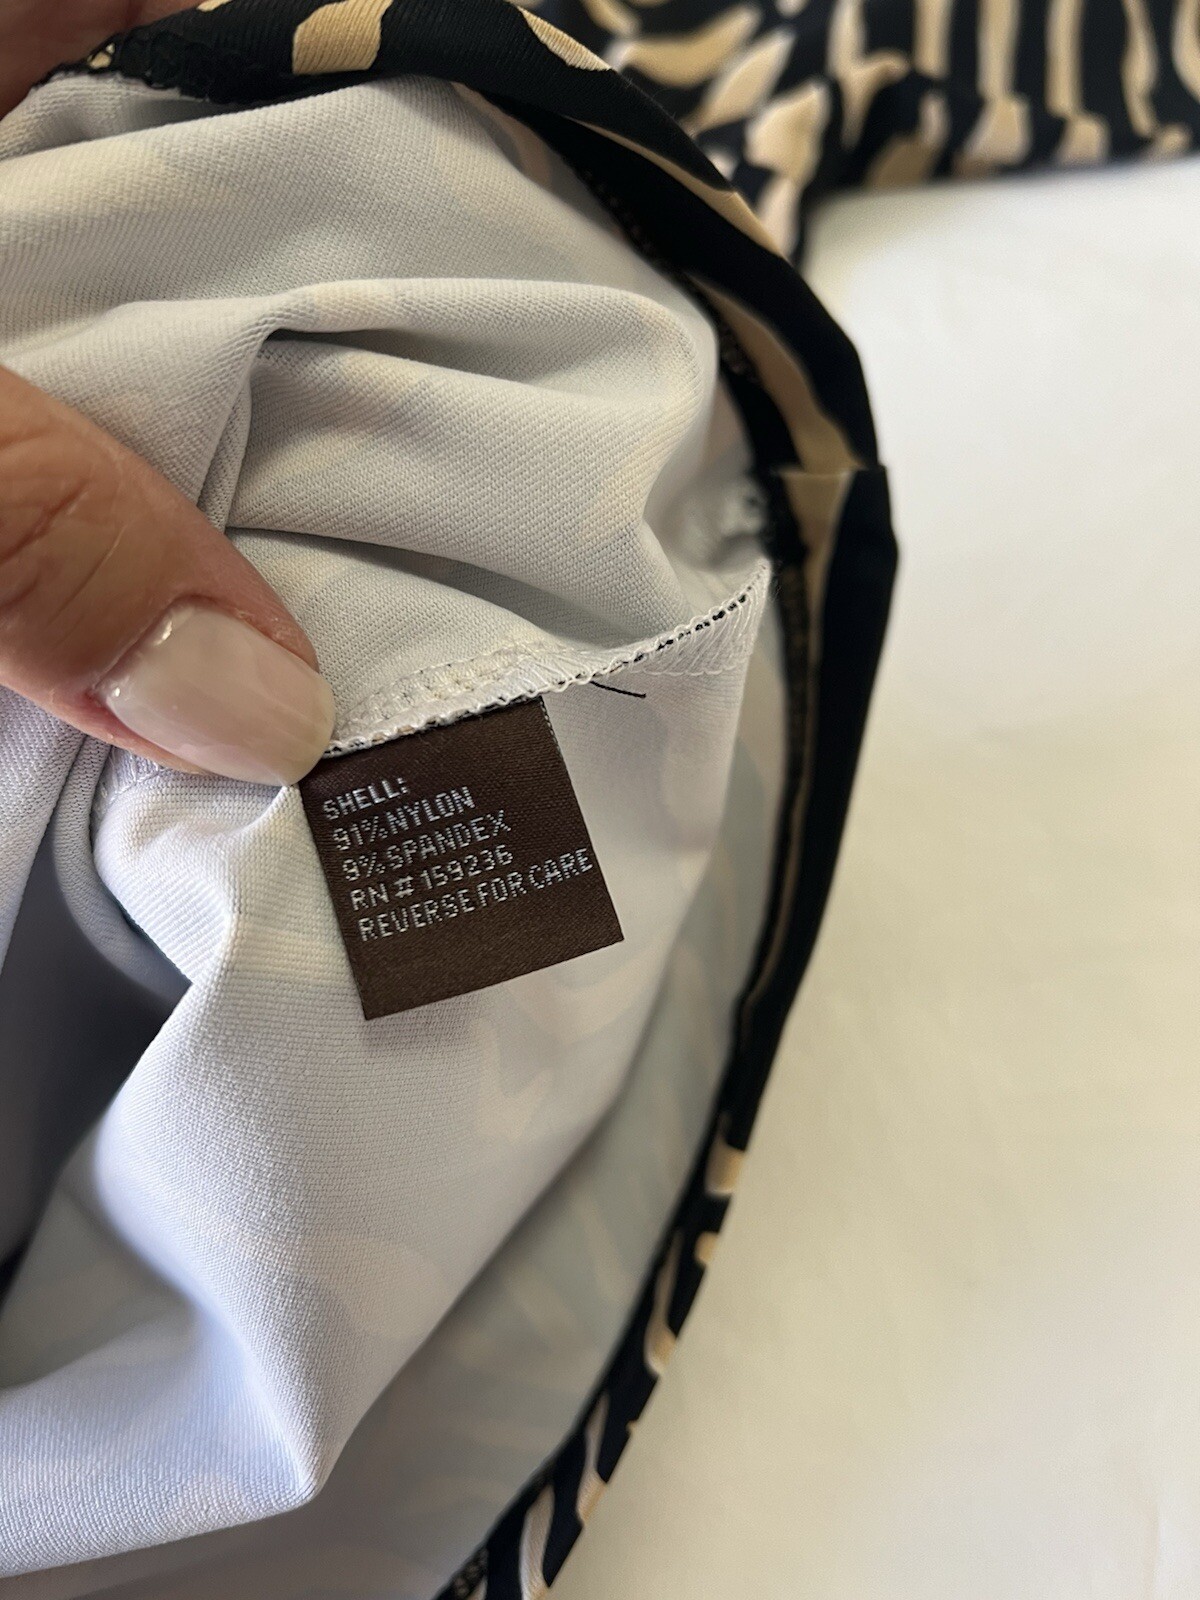 SHELL:
91%NYLON
9%SPANDEX
RN # 159236
REVERSE FOR CARE